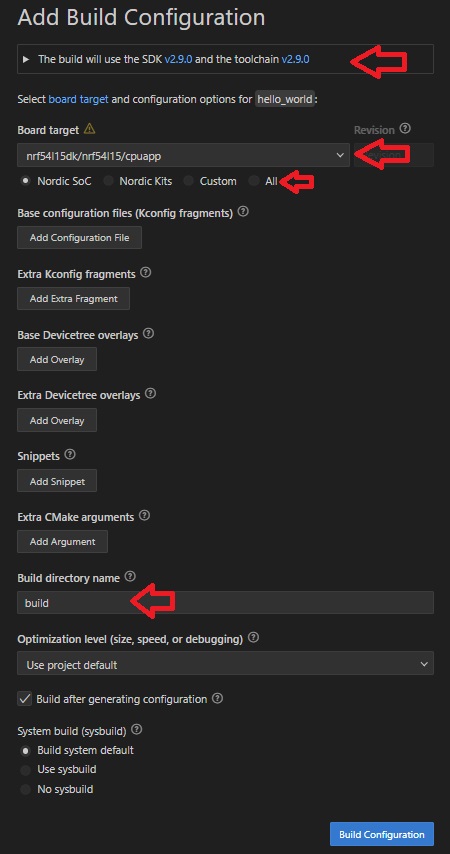 Add Build Configuration
The build will use the SDK v2.9.0 and the toolchain v2.9.0
Select board target and configuration options for hello_world:
Board target Revision
nrf54l15dk/nrf54l15/cpuapp
Nordic SoC Nordic Kits Custom All
Base configuration files (Kconfig fragments)
Add Configuration File
Extra Kconfig fragments
Add Extra Fragment
Base Devicetree overlays
Add Overlay
Extra Devicetree overlays
Add Overlay
Snippets
Add Snippet
Extra CMake arguments
Add Argument
Build directory name
build
Optimization level (size, speed, or debugging)
Use project default
Build after generating configuration
System build (sysbuild)
Build system default
Use sysbuild
No sysbuild
Build Configuration